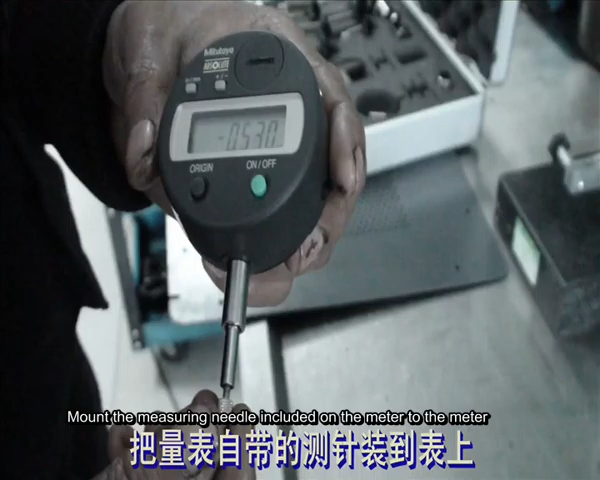 Mitutoyo
ABSOLUTE
+/-
-0.530
ORIGIN
ON / OFF
Mount the measuring needle included on the meter to the meter
把量表自带的测针装到表上